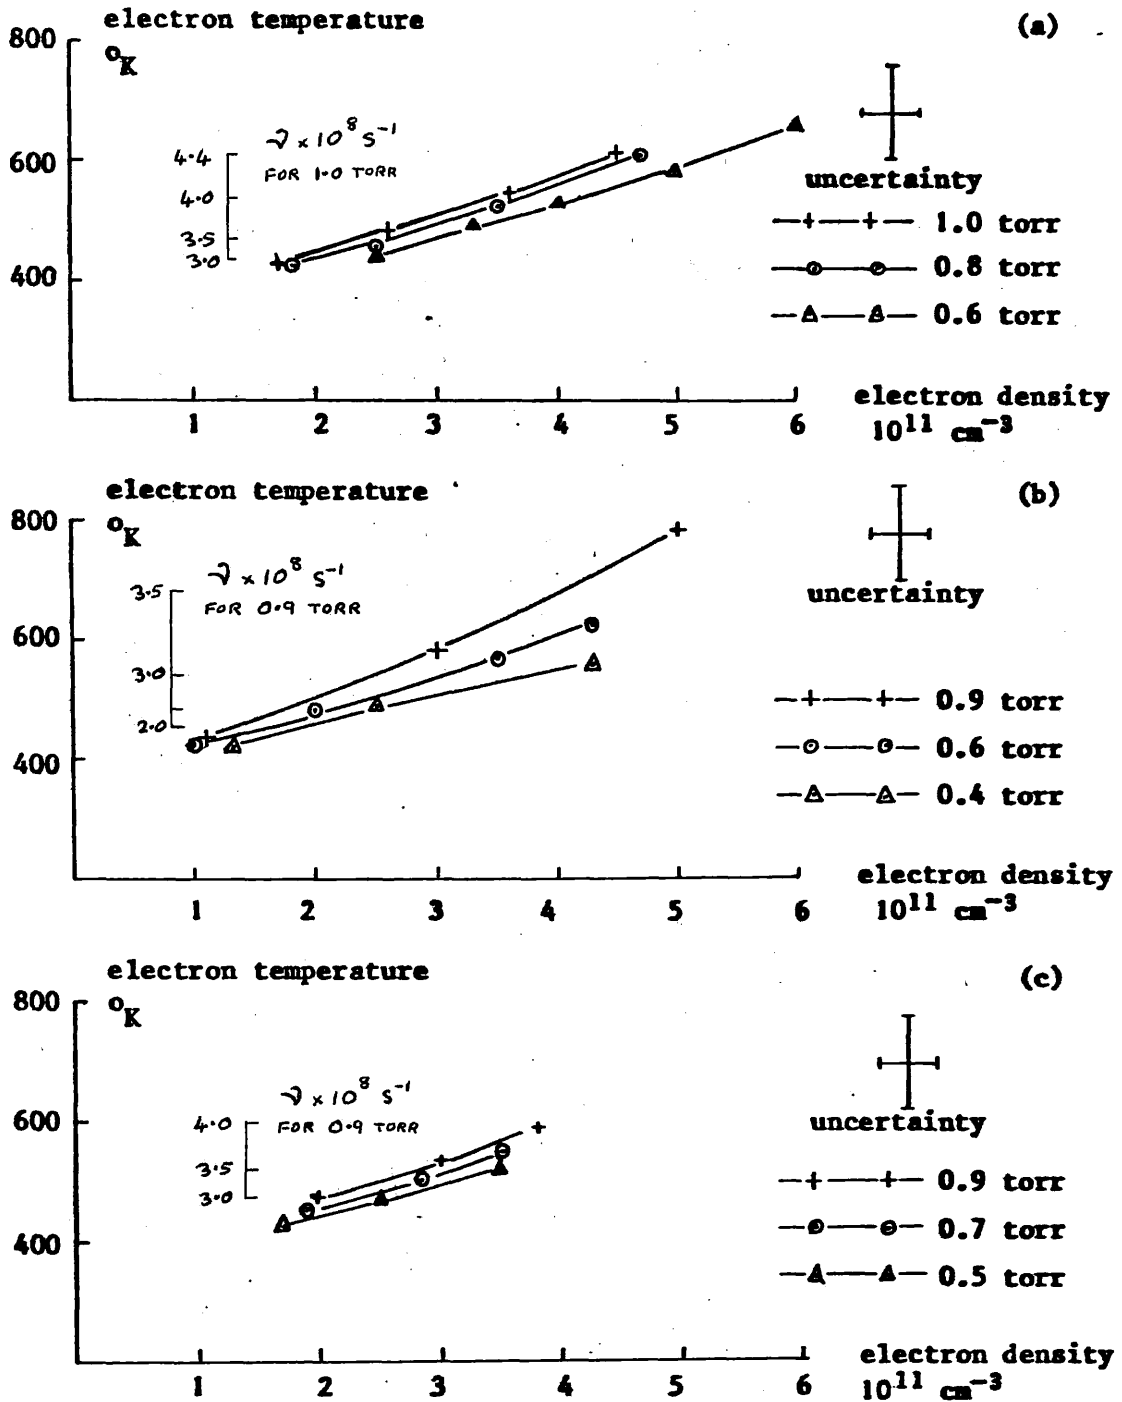 electron temperature
(a)
800
°K
ν × 10⁸ S⁻¹
FOR 1.0 TORR
4.4
4.0
3.5
3.0
600
400
uncertainty
1.0 torr
0.8 torr
0.6 torr
1 2 3 4 5 6
electron density
10¹¹ cm⁻³
electron temperature
(b)
800
°K
ν × 10⁸ S⁻¹
FOR 0.9 TORR
3.5
3.0
2.0
600
400
uncertainty
0.9 torr
0.6 torr
0.4 torr
1 2 3 4 5 6
electron density
10¹¹ cm⁻³
electron temperature
(c)
800
°K
ν × 10⁸ S⁻¹
FOR 0.9 TORR
4.0
3.5
3.0
600
400
uncertainty
0.9 torr
0.7 torr
0.5 torr
1 2 3 4 5 6
electron density
10¹¹ cm⁻³